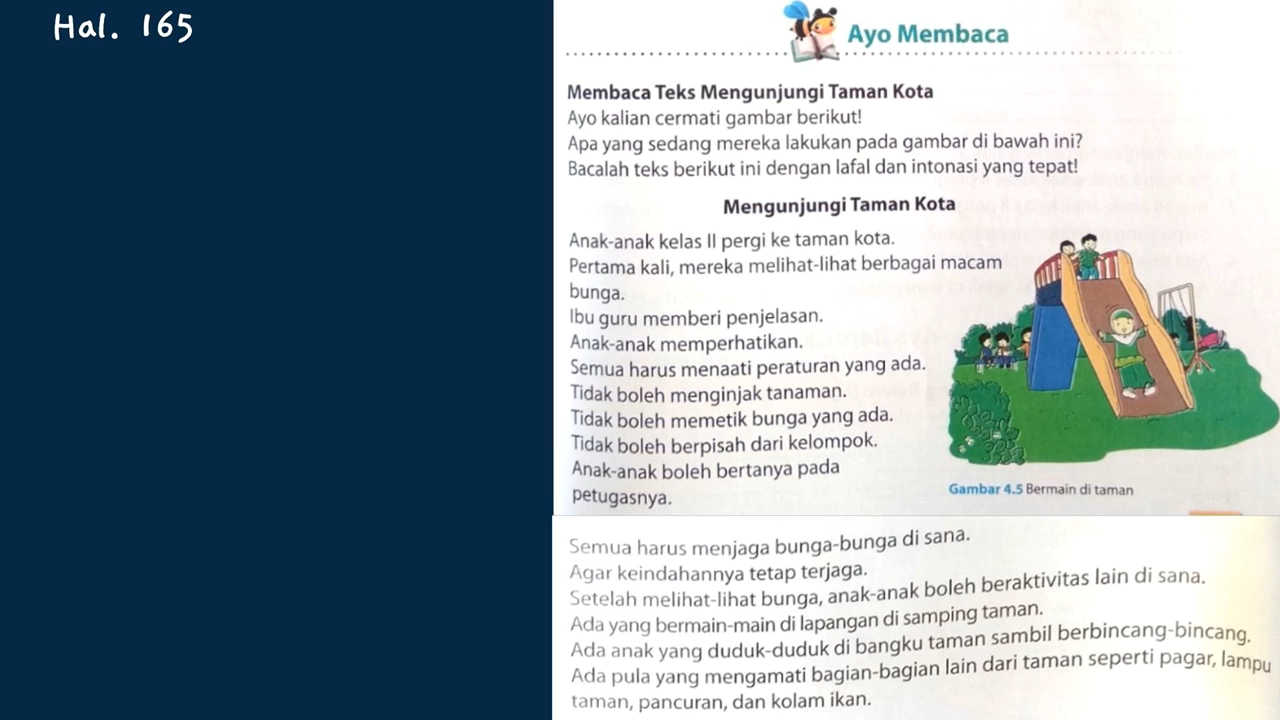 Hal. 165
Ayo Membaca
Membaca Teks Mengunjungi Taman Kota
Ayo kalian cermati gambar berikut!
Apa yang sedang mereka lakukan pada gambar di bawah ini?
Bacalah teks berikut ini dengan lafal dan intonasi yang tepat!
Mengunjungi Taman Kota
Anak-anak kelas II pergi ke taman kota.
Pertama kali, mereka melihat-lihat berbagai macam
bunga.
Ibu guru memberi penjelasan.
Anak-anak memperhatikan.
Semua harus menaati peraturan yang ada.
Tidak boleh menginjak tanaman.
Tidak boleh memetik bunga yang ada.
Tidak boleh berpisah dari kelompok.
Anak-anak boleh bertanya pada
petugasnya.
Gambar 4.5 Bermain di taman
Semua harus menjaga bunga-bunga di sana.
Agar keindahannya tetap terjaga.
Setelah melihat-lihat bunga, anak-anak boleh beraktivitas lain di sana.
Ada yang bermain-main di lapangan di samping taman.
Ada anak yang duduk-duduk di bangku taman sambil berbincang-bincang.
Ada pula yang mengamati bagian-bagian lain dari taman seperti pagar, lampu
taman, pancuran, dan kolam ikan.